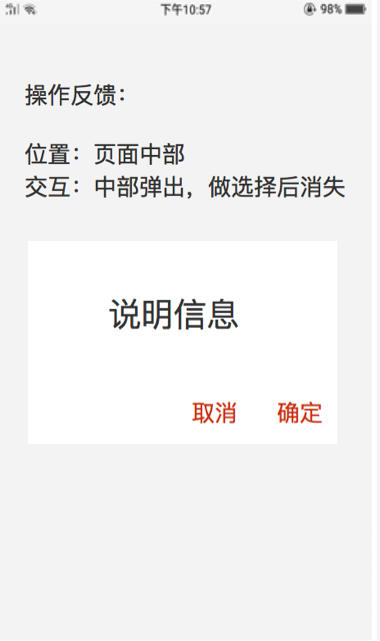 下午10:57 98%
操作反馈：
位置：页面中部
交互：中部弹出，做选择后消失
说明信息
取消 确定